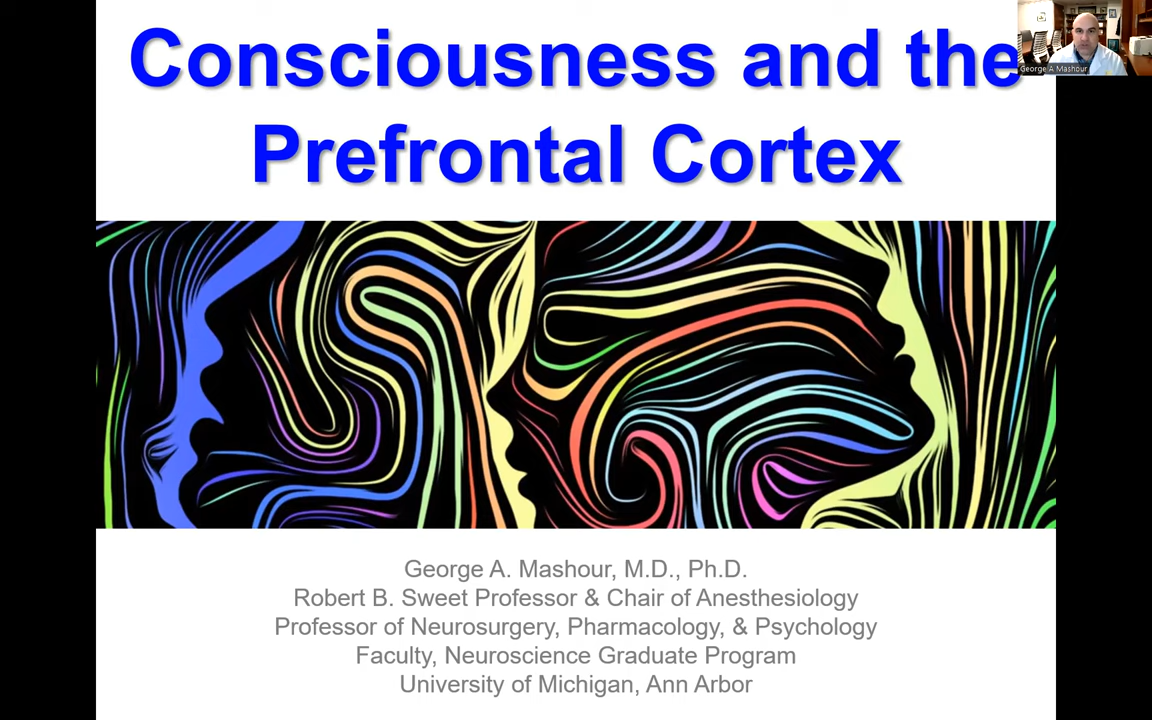 Consciousness and the
Prefrontal Cortex
George A Mashour
George A. Mashour, M.D., Ph.D.
Robert B. Sweet Professor & Chair of Anesthesiology
Professor of Neurosurgery, Pharmacology, & Psychology
Faculty, Neuroscience Graduate Program
University of Michigan, Ann Arbor